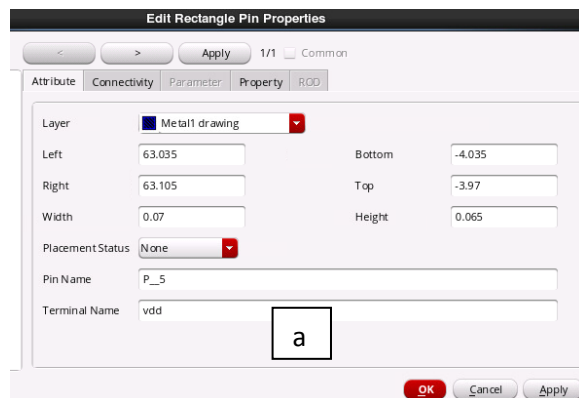 Edit Rectangle Pin Properties
< > Apply 1/1 Common
Attribute Connectivity Parameter Property ROD
Layer Metal1 drawing
Left 63.035 Bottom -4.035
Right 63.105 Top -3.97
Width 0.07 Height 0.065
Placement Status None
Pin Name P__5
Terminal Name vdd
a
OK Cancel Apply